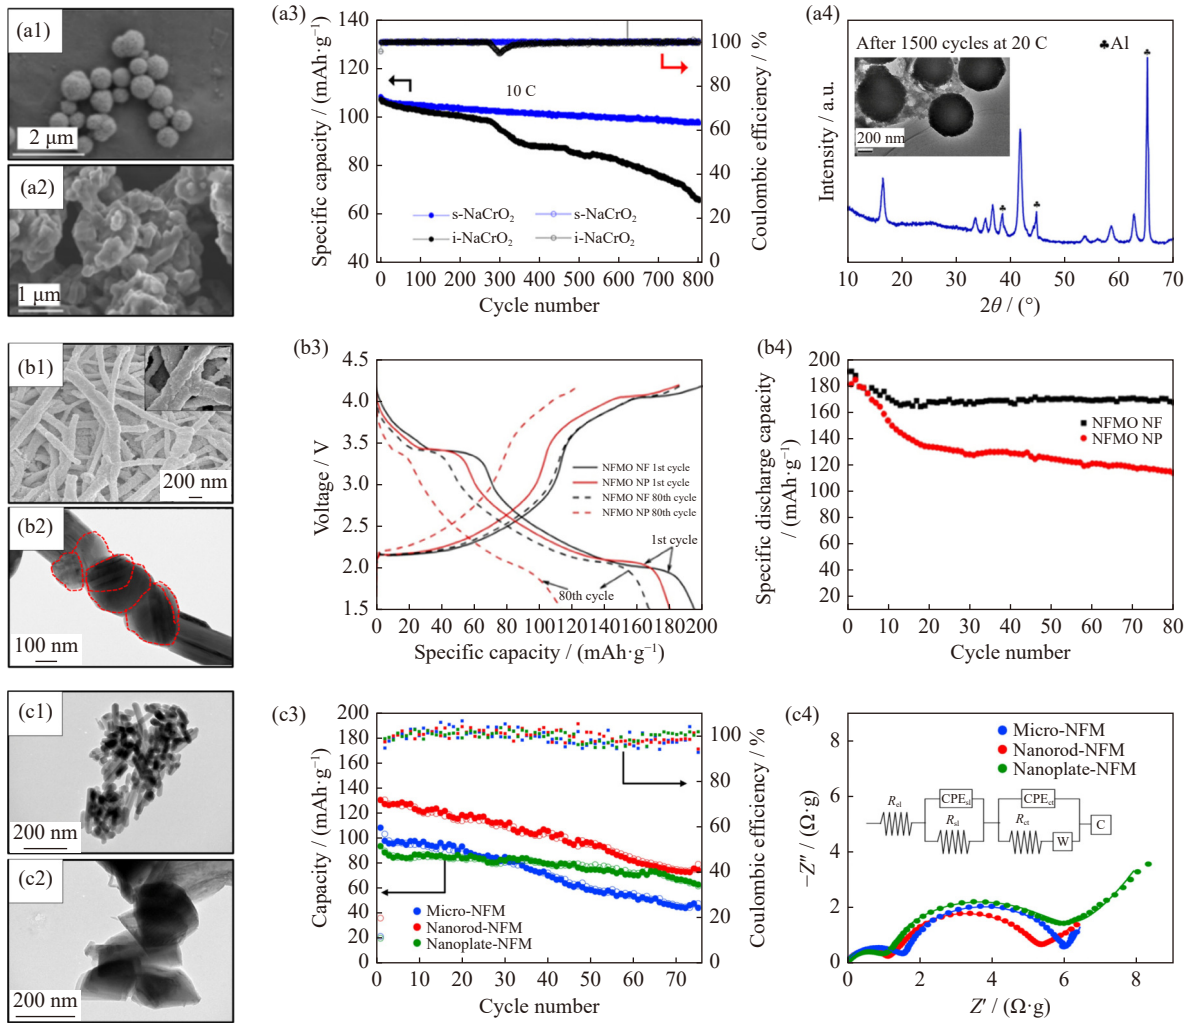 (a1)
2 μm
(a2)
1 μm
(a3)
Specific capacity / (mAh·g⁻¹)
140
120
100
80
60
40
10 C
s-NaCrO₂
s-NaCrO₂
i-NaCrO₂
i-NaCrO₂
100
80
60
40
20
0
Coulombic efficiency / %
0
100
200
300
400
500
600
700
800
Cycle number
(a4)
Intensity / a.u.
After 1500 cycles at 20 C
♣Al
200 nm
10
20
30
40
50
60
70
2θ / (°)
(b1)
200 nm
(b2)
100 nm
(b3)
Voltage / V
4.5
4.0
3.5
3.0
2.5
2.0
1.5
NFMO NF 1st cycle
NFMO NP 1st cycle
NFMO NF 80th cycle
NFMO NP 80th cycle
1st cycle
80th cycle
0
20
40
60
80
100
120
140
160
180
200
Specific capacity / (mAh·g⁻¹)
(b4)
Specific discharge capacity
/ (mAh·g⁻¹)
200
180
160
140
120
100
80
60
40
20
NFMO NF
NFMO NP
0
10
20
30
40
50
60
70
80
Cycle number
(c1)
200 nm
(c2)
200 nm
(c3)
Capacity / (mAh·g⁻¹)
200
180
160
140
120
100
80
60
40
20
0
Micro-NFM
Nanorod-NFM
Nanoplate-NFM
100
80
60
40
20
0
Coulombic efficiency / %
0
10
20
30
40
50
60
70
Cycle number
(c4)
−Z″ / (Ω·g)
8
6
4
2
0
Micro-NFM
Nanorod-NFM
Nanoplate-NFM
Rel
CPEsl
Rsl
CPEct
Rct
W
C
0
2
4
6
8
Z′ / (Ω·g)